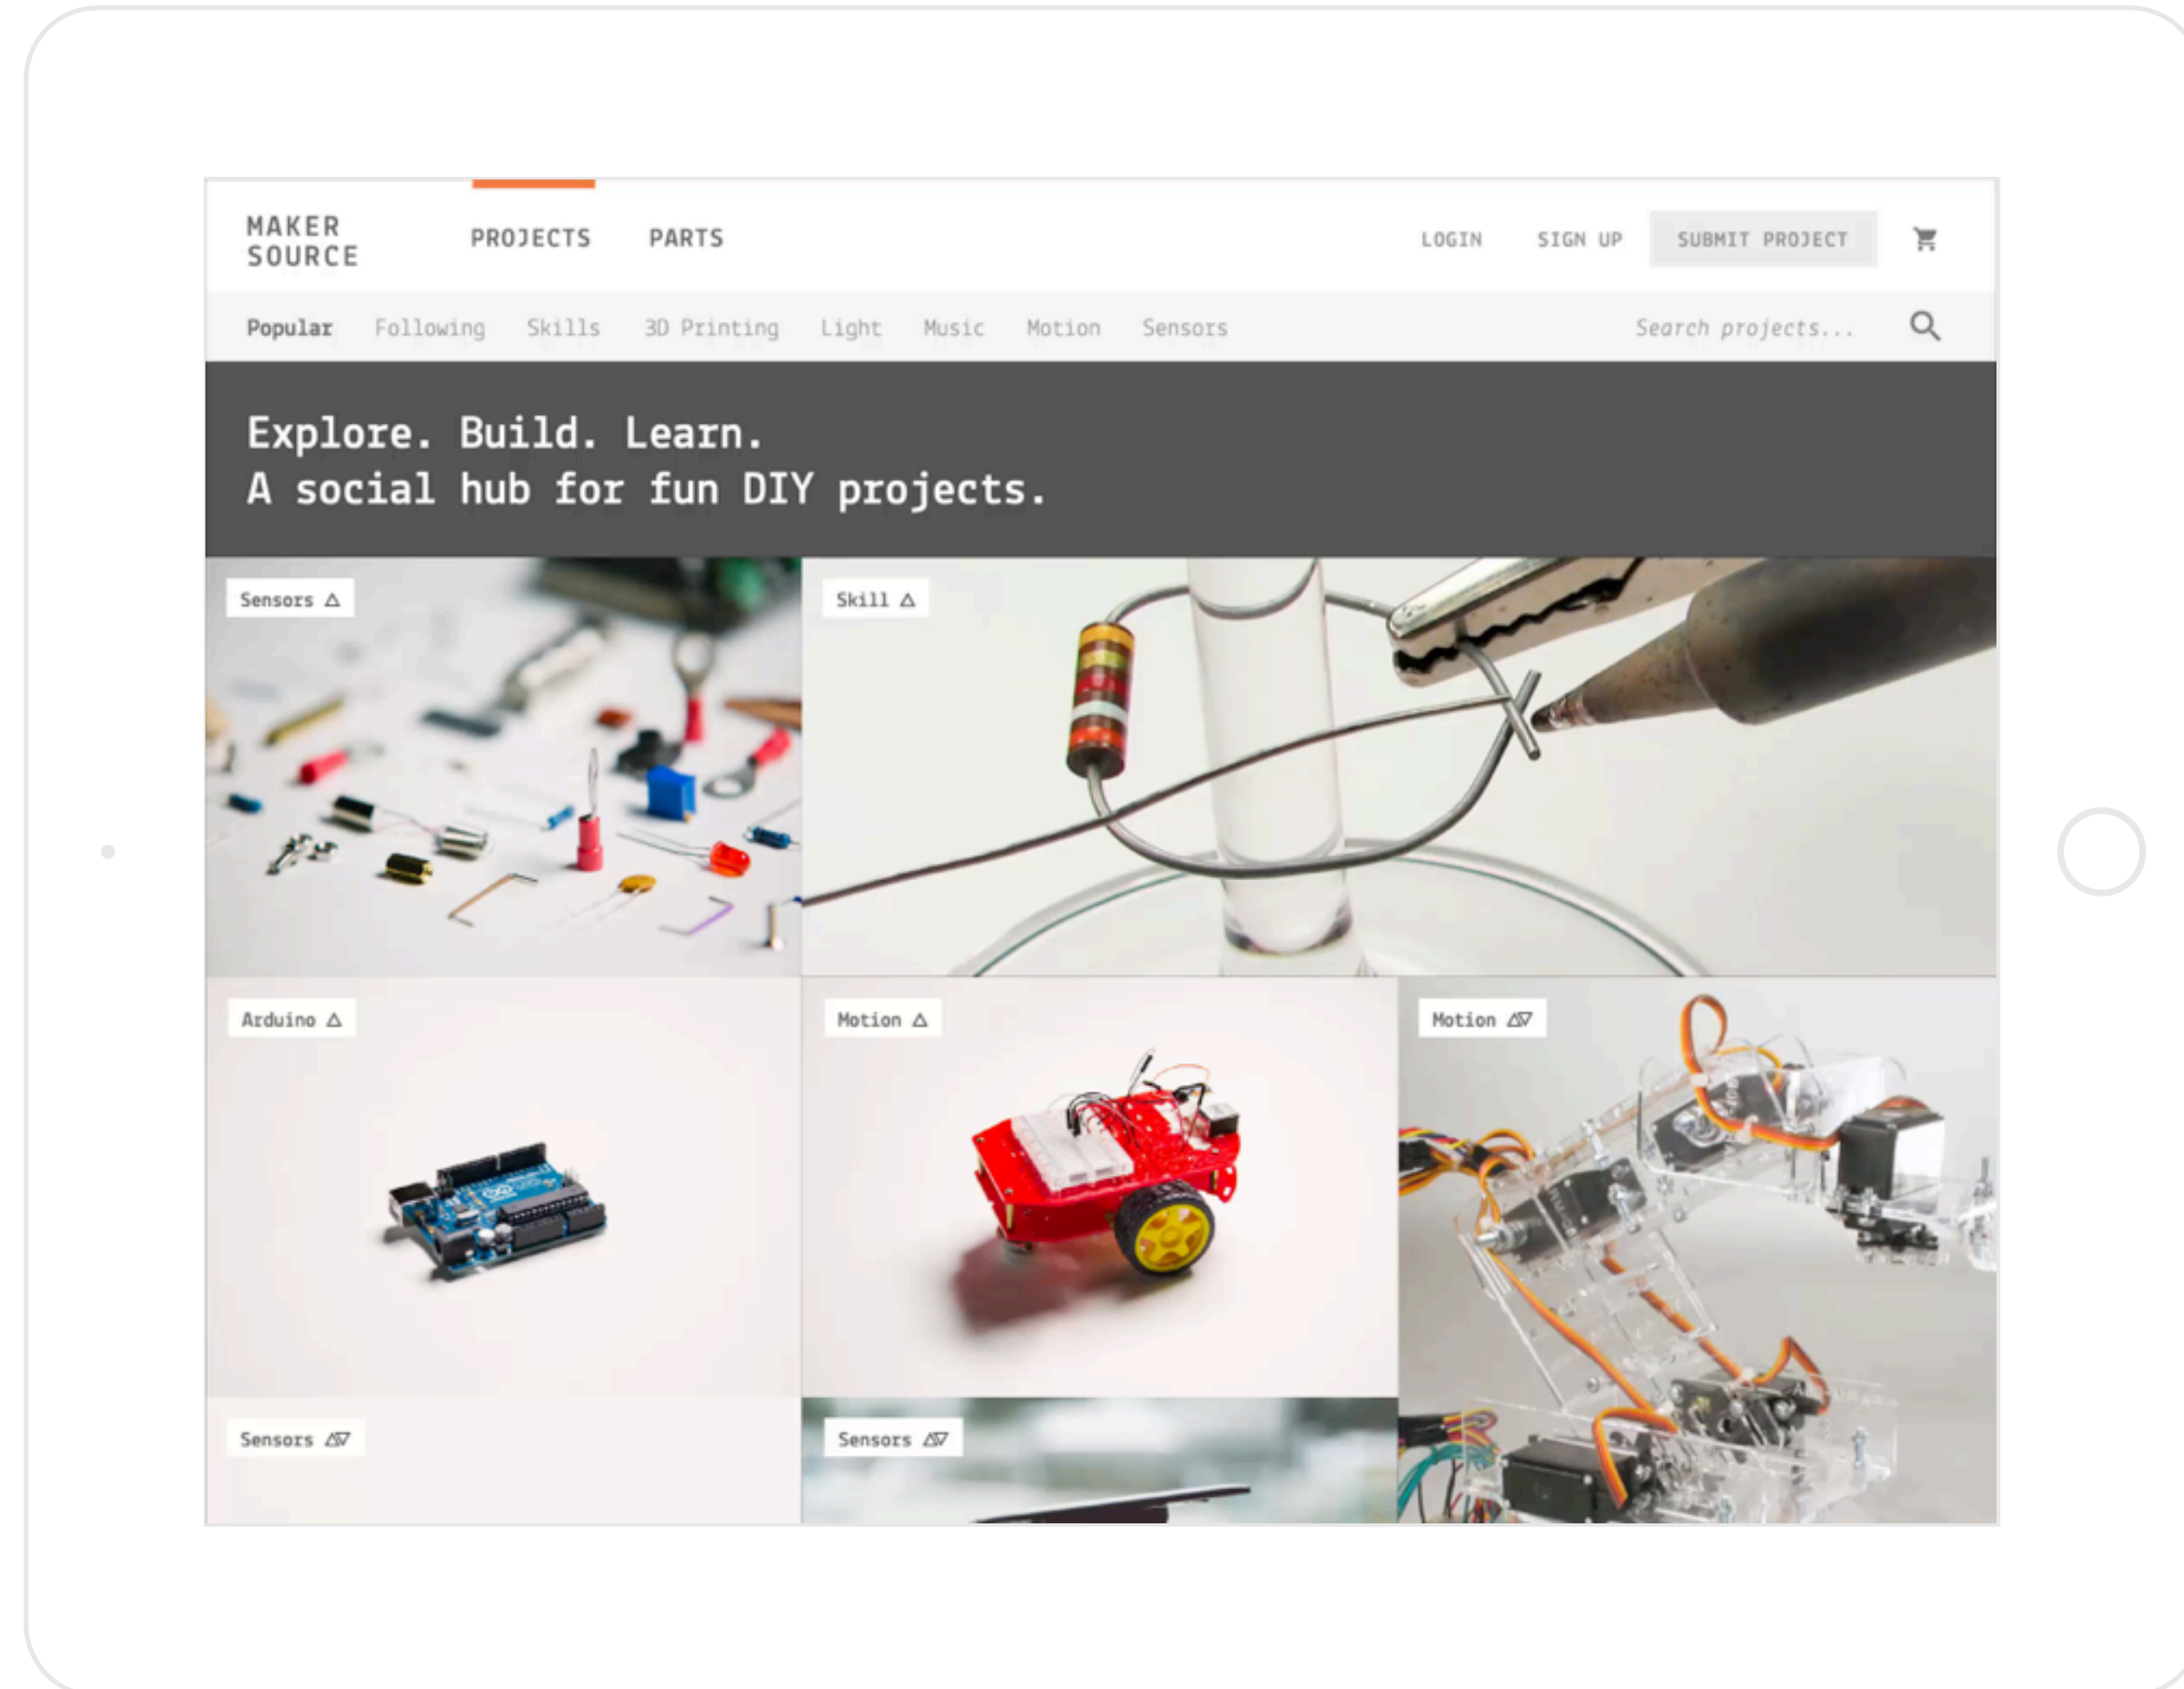 MAKER
SOURCE
PROJECTS
PARTS
LOGIN
SIGN UP
SUBMIT PROJECT
Popular
Following
Skills
3D Printing
Light
Music
Motion
Sensors
Search projects...
Explore. Build. Learn.
A social hub for fun DIY projects.
Sensors
Skill
Arduino
Motion
Motion
Sensors
Sensors